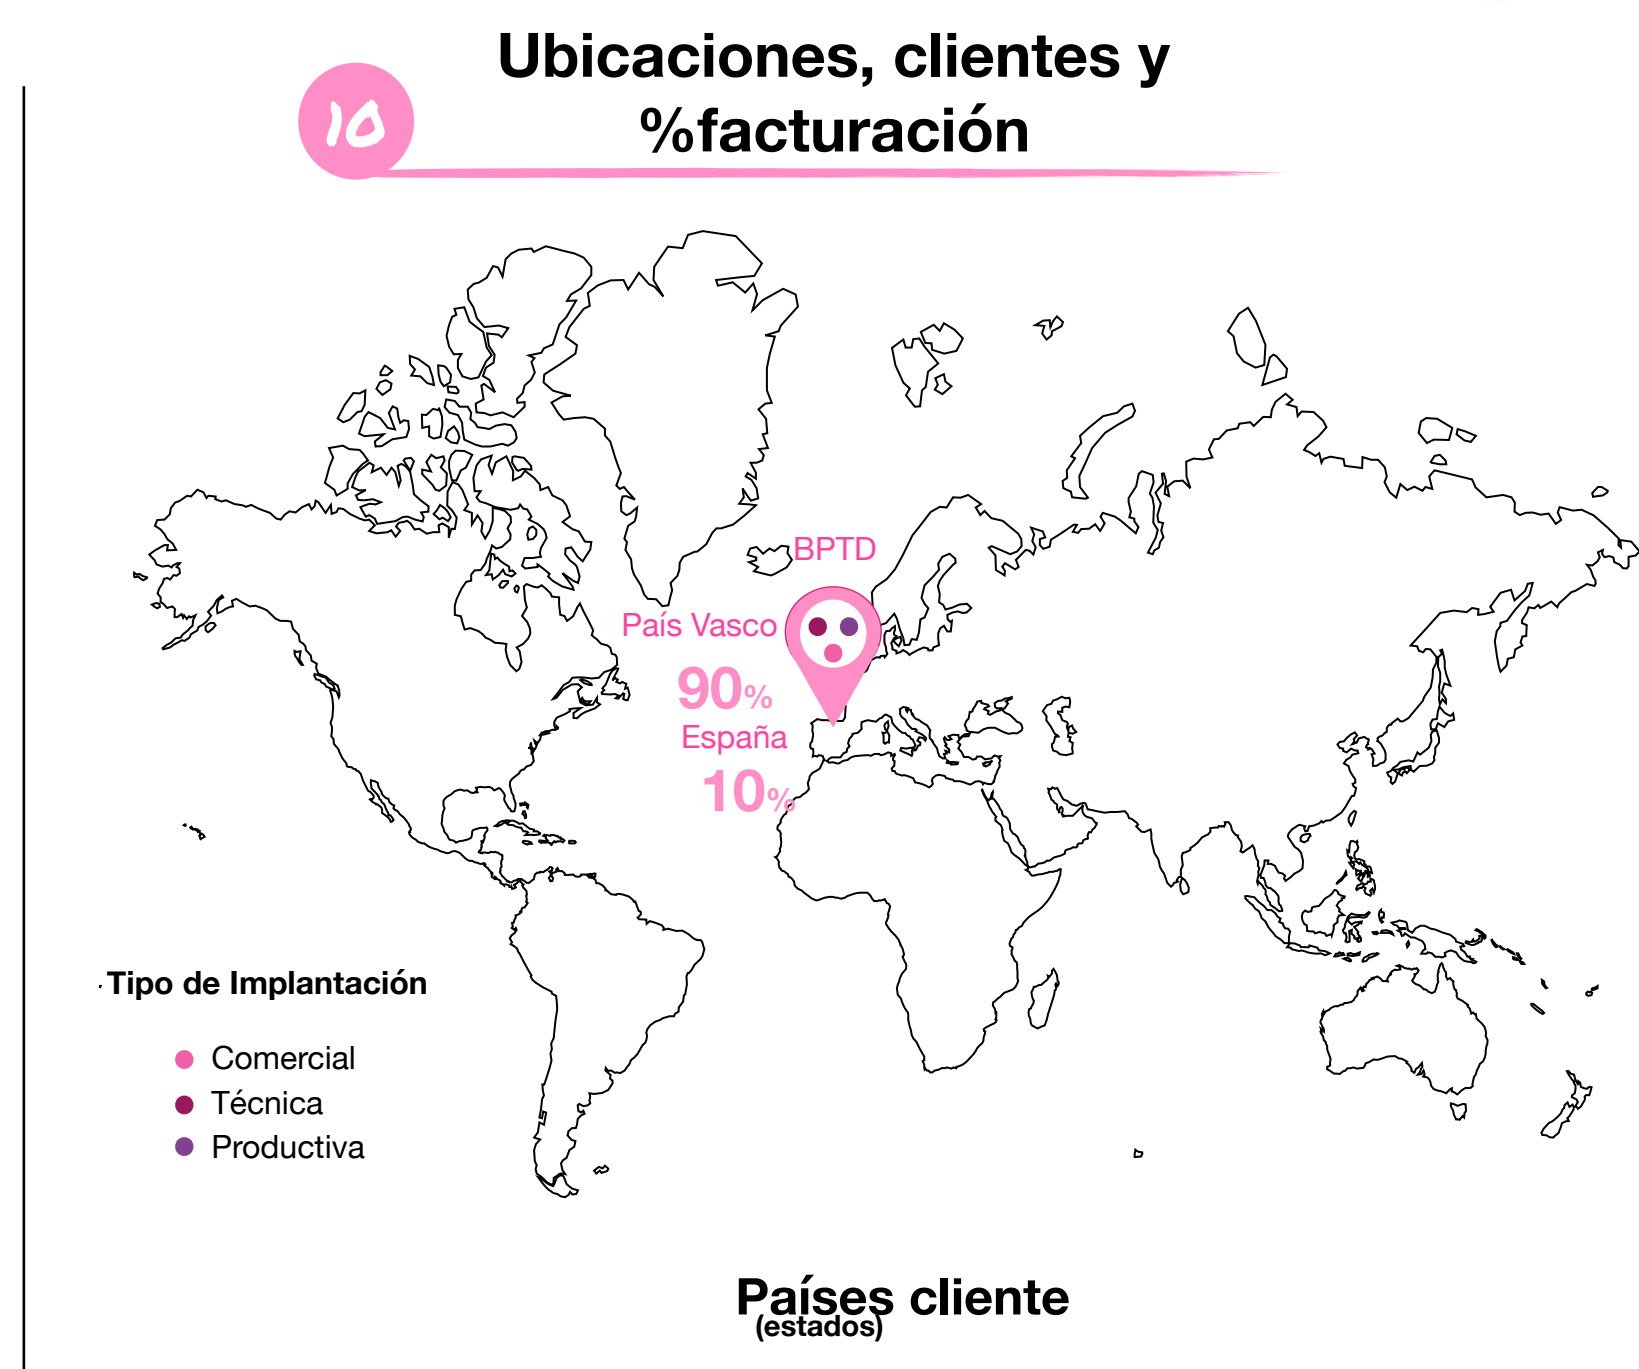 10
Ubicaciones, clientes y
%facturación
BPTD
País Vasco
90%
España
10%
Tipo de Implantación
Comercial
Técnica
Productiva
Países cliente
(estados)